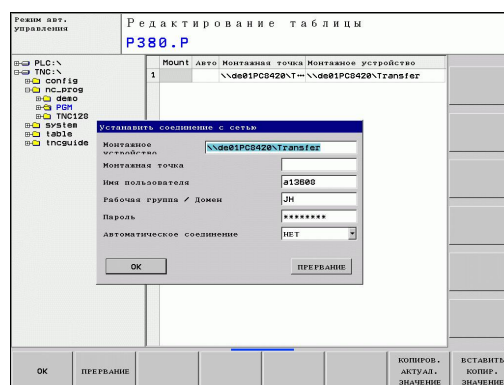 Режим авт.
управления
Редактирование таблицы
P380.P
PLC:\
TNC:\
config
nc_prog
demo
PGM
TNC128
system
table
tncguide
Mount Авто Монтажная точка Монтажное устройство
1 \\de01PC8420\T… \\de01PC8420\Transfer
Установить соединение с сетью
Монтажное
устройство
\\de01PC8420\Transfer
Монтажная точка
Имя пользователя a13608
Рабочая группа / Домен JH
Пароль ********
Автоматическое соединение НЕТ
OK ПРЕРВАНИЕ
OK ПРЕРВАНИЕ
КОПИРОВ.
АКТУАЛ.
ЗНАЧЕНИЕ
ВСТАВИТЬ
КОПИР.
ЗНАЧЕНИЕ